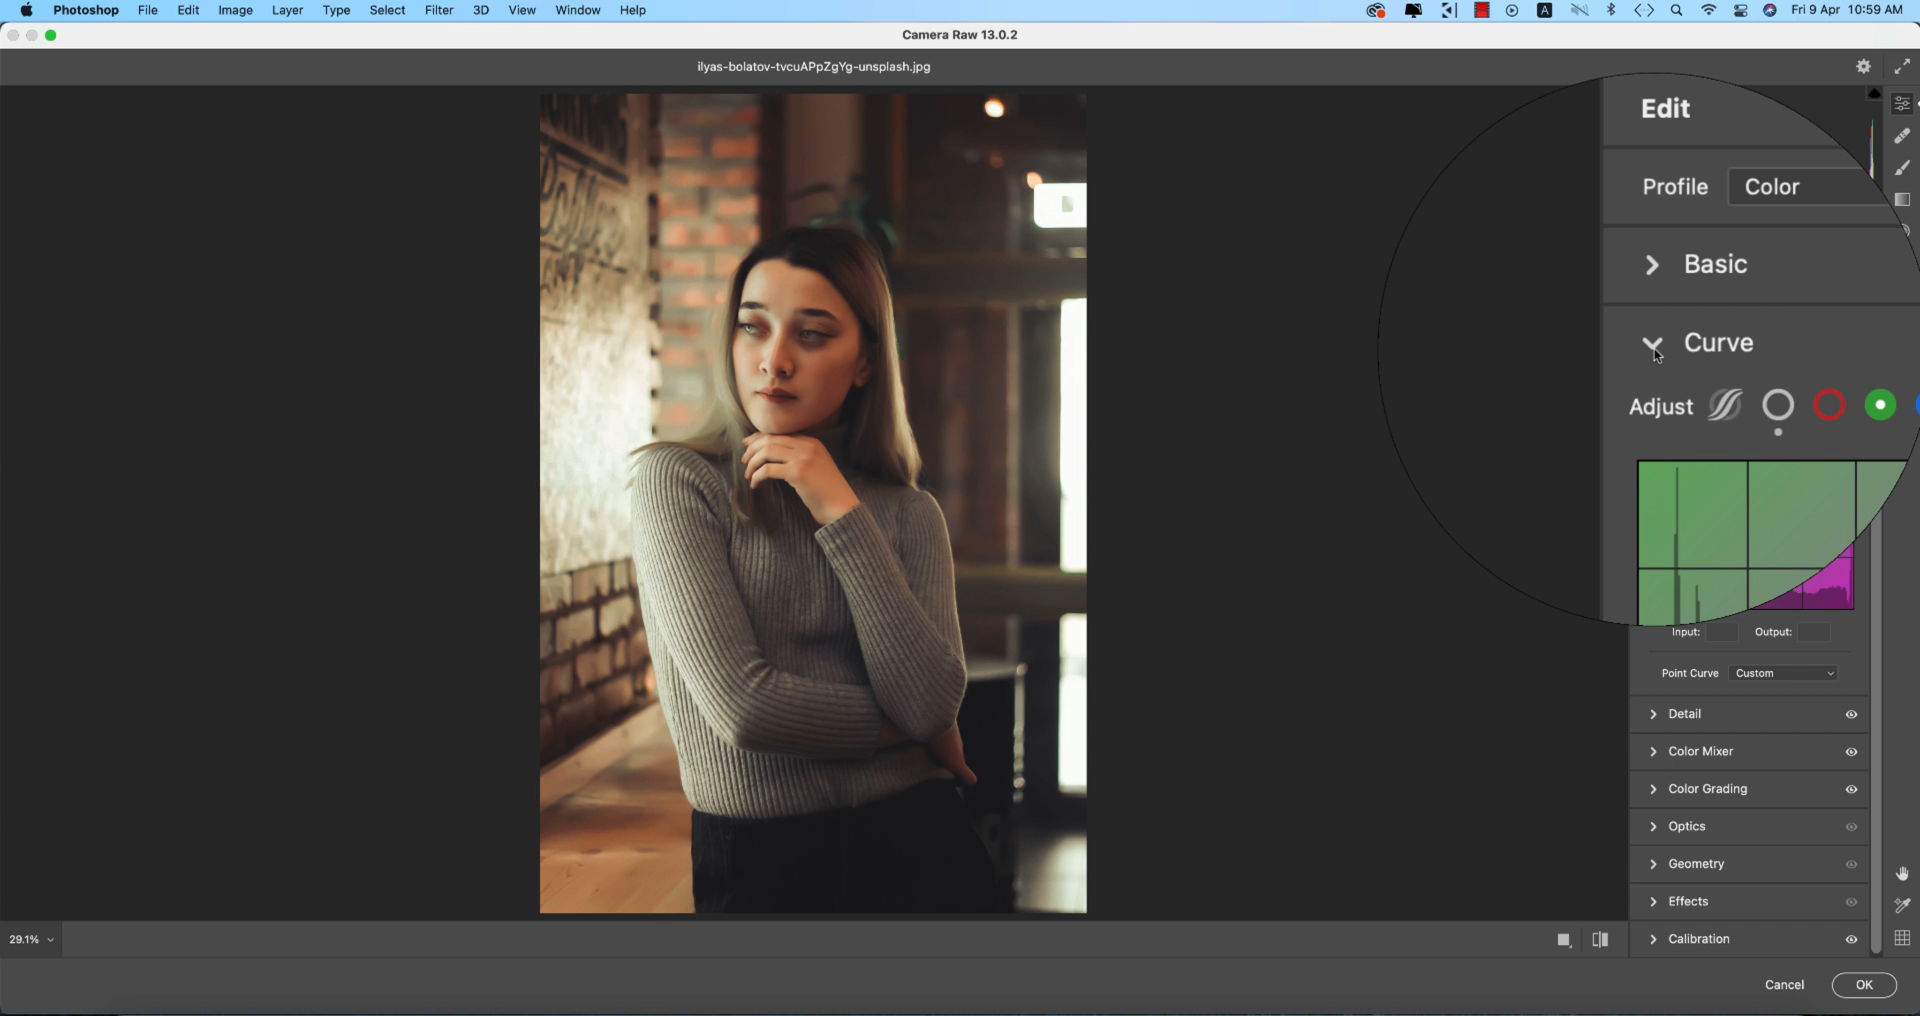 Photoshop File Edit Image Layer Type Select Filter 3D View Window Help A Fri 9 Apr 10:59 AM
Camera Raw 13.0.2
ilyas-bolatov-tvcuAPpZgYg-unsplash.jpg
Edit
Profile Color
Basic
Curve
Adjust
Input: Output:
Point Curve Custom
Detail
Color Mixer
Color Grading
Optics
Geometry
Effects
29.1%
Calibration
Cancel OK